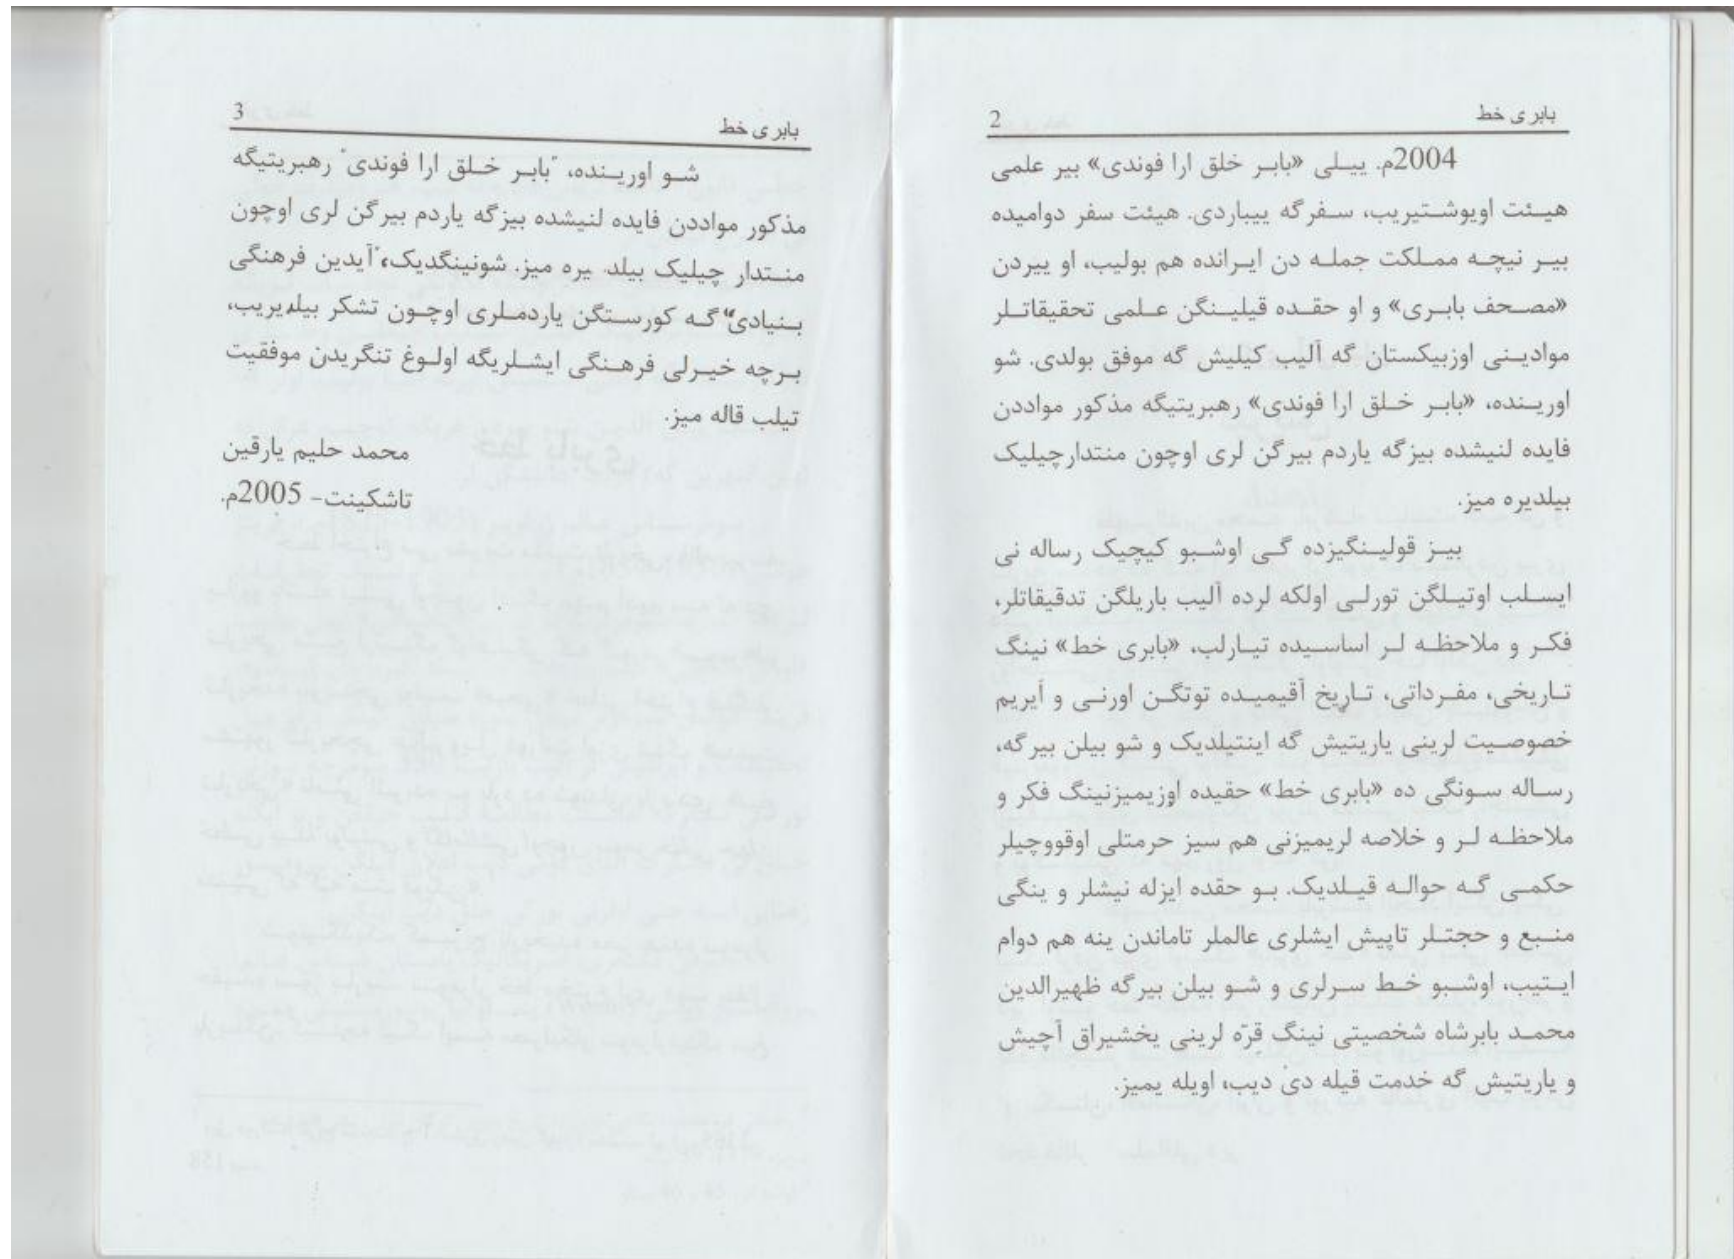 بابر ی خط
2
2004م. ییلی «بابر خلق ارا فوندی» بیر علمی
هیئت اویوشتیریب، سفرگه ییباردی. هیئت سفر دوامیده
بیر نیچه مملکت جمله دن ایرانده هم بولیب، او ییردن
«مصحف بابری» و او حقده قیلینگن علمی تحقیقاتلر
موادینی اوزبیکستان گه آلیب کیلیش گه موفق بولدی. شو
اورینده، «بابر خلق ارا فوندی» رهبریتیگه مذکور مواددن
فایده لنیشده بیزگه یاردم بیرگن لری اوچون منتدارچیلیک
بیلدیره میز.
بیز قولینگیزده گی اوشبو کیچیک رساله نی
ایسلب اوتیلگن تورلی اولکه لرده آلیب باریلگن تدقیقاتلر،
فکر و ملاحظه لر اساسیده تیارلب، «بابری خط» نینگ
تاریخی، مفرداتی، تاریخ آقیمیده توتگن اورنی و آیریم
خصوصیت لرینی یاریتیش گه اینتیلدیک و شو بیلن بیرگه،
رساله سونگی ده «بابری خط» حقیده اوزیمیزنینگ فکر و
ملاحظه لر و خلاصه لریمیزنی هم سیز حرمتلی اوقووچیلر
حکمی گه حواله قیلدیک. بو حقده ایزله نیشلر و ینگی
منبع و حجتلر تاپیش ایشلری عالملر تاماندن ینه هم دوام
ایتیب، اوشبو خط سرلری و شو بیلن بیرگه ظهیرالدین
محمد بابرشاه شخصیتی نینگ قرّه لرینی یخشیراق آچیش
و یاریتیش گه خدمت قیله دی دیب، اویله یمیز.
بابر ی خط
3
شو اورینده، "بابر خلق ارا فوندی" رهبریتیگه
مذکور مواددن فایده لنیشده بیزگه یاردم بیرگن لری اوچون
منتدار چیلیک بیلد یره میز. شونینگدیک، "آیدین فرهنگی
بنیادی" گه کورستگن یاردملری اوچون تشکر بیلدیریب،
برچه خیرلی فرهنگی ایشلریگه اولوغ تنگریدن موفقیت
تیلب قاله میز.
محمد حلیم یارقین
تاشکینت- 2005م.